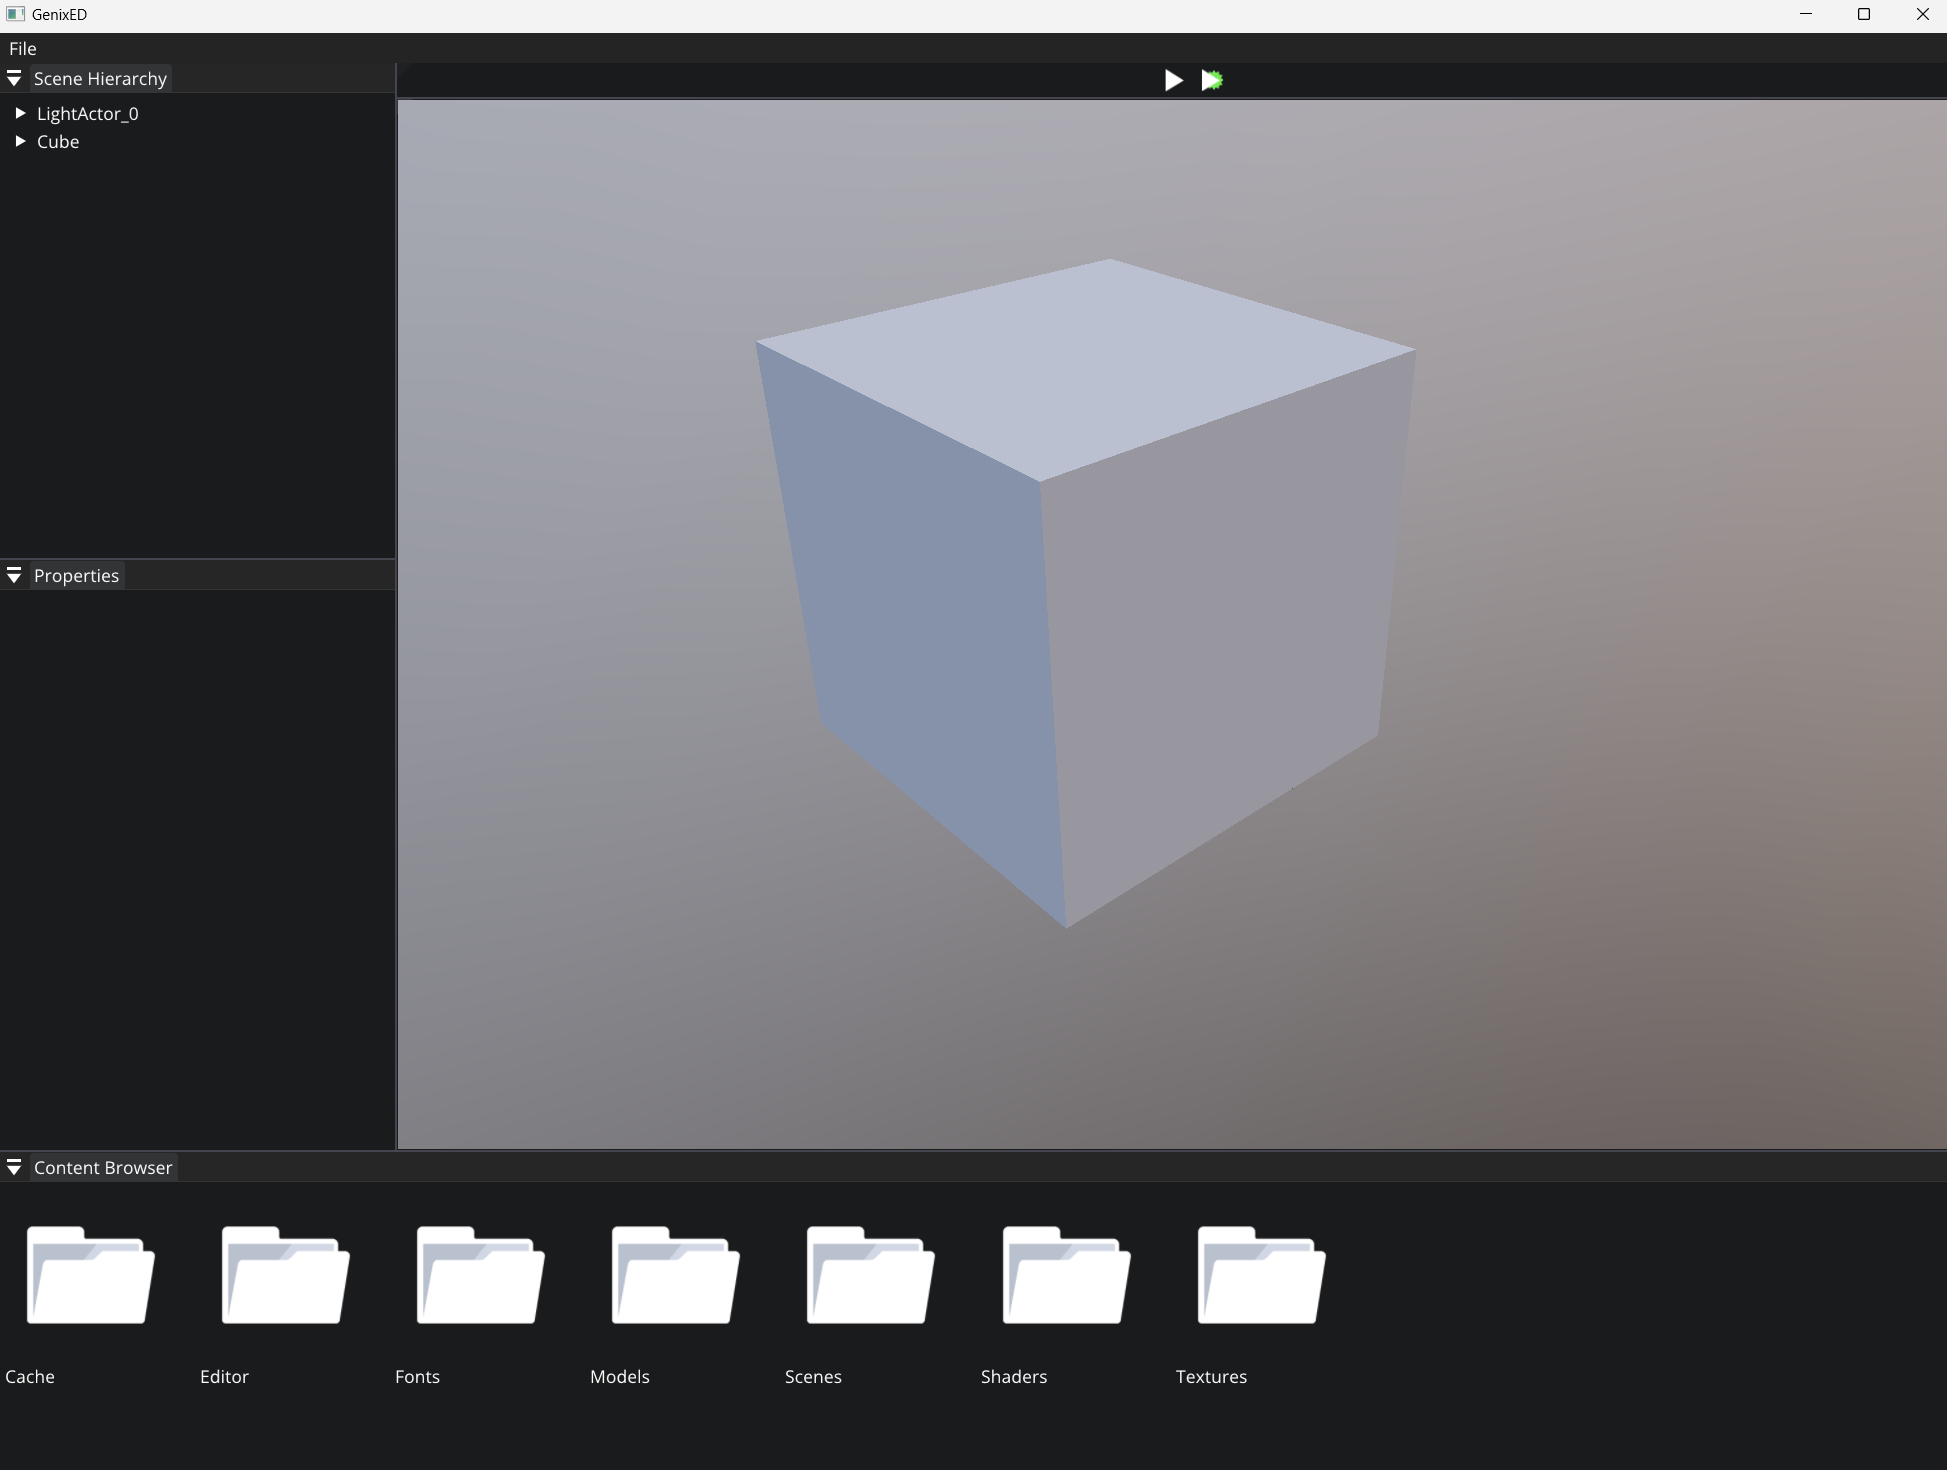 GenixED
File
Scene Hierarchy
LightActor_0
Cube
Properties
Content Browser
Cache
Editor
Fonts
Models
Scenes
Shaders
Textures